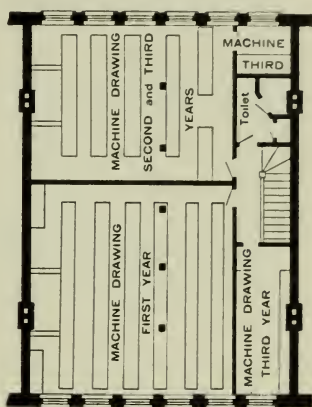 MACHINE
THIRD
Toilet
MACHINE DRAWING
SECOND and THIRD
YEARS
MACHINE DRAWING
FIRST YEAR
MACHINE DRAWING
THIRD YEAR